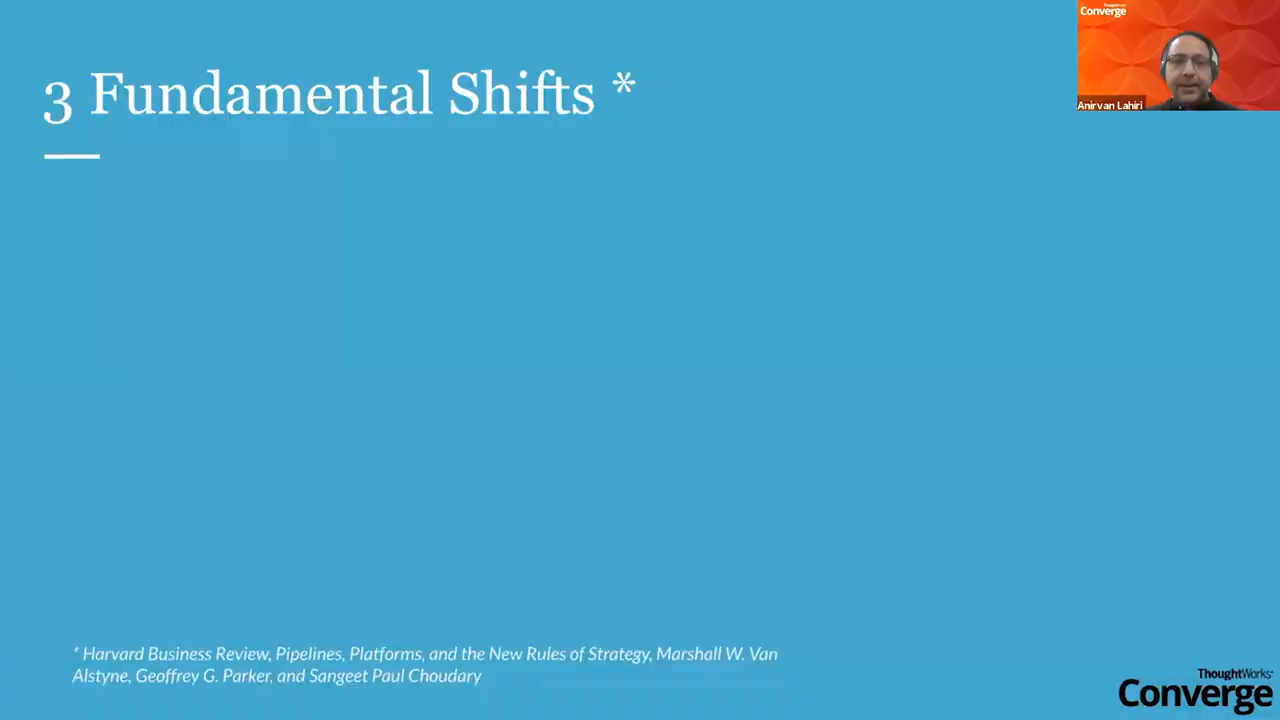 Converge
Anirvan Lahiri
3 Fundamental Shifts *
* Harvard Business Review, Pipelines, Platforms, and the New Rules of Strategy, Marshall W. Van
Alstyne, Geoffrey G. Parker, and Sangeet Paul Choudary
ThoughtWorks
Converge